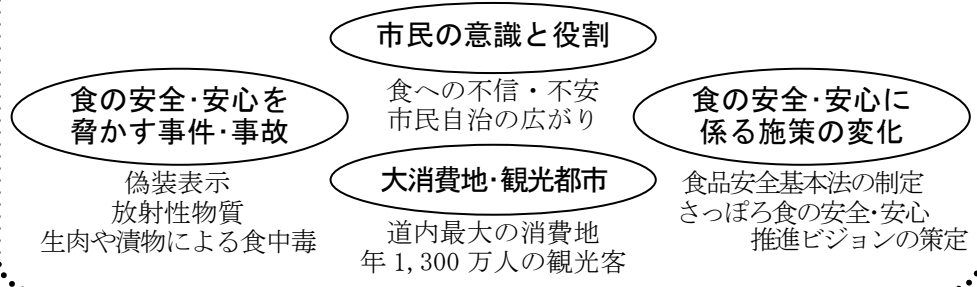 市民の意識と役割
食への不信・不安
市民自治の広がり
食の安全・安心を
脅かす事件・事故
偽装表示
放射性物質
生肉や漬物による食中毒
大消費地・観光都市
道内最大の消費地
年1,300万人の観光客
食の安全・安心に
係る施策の変化
食品安全基本法の制定
さっぽろ食の安全・安心
推進ビジョンの策定